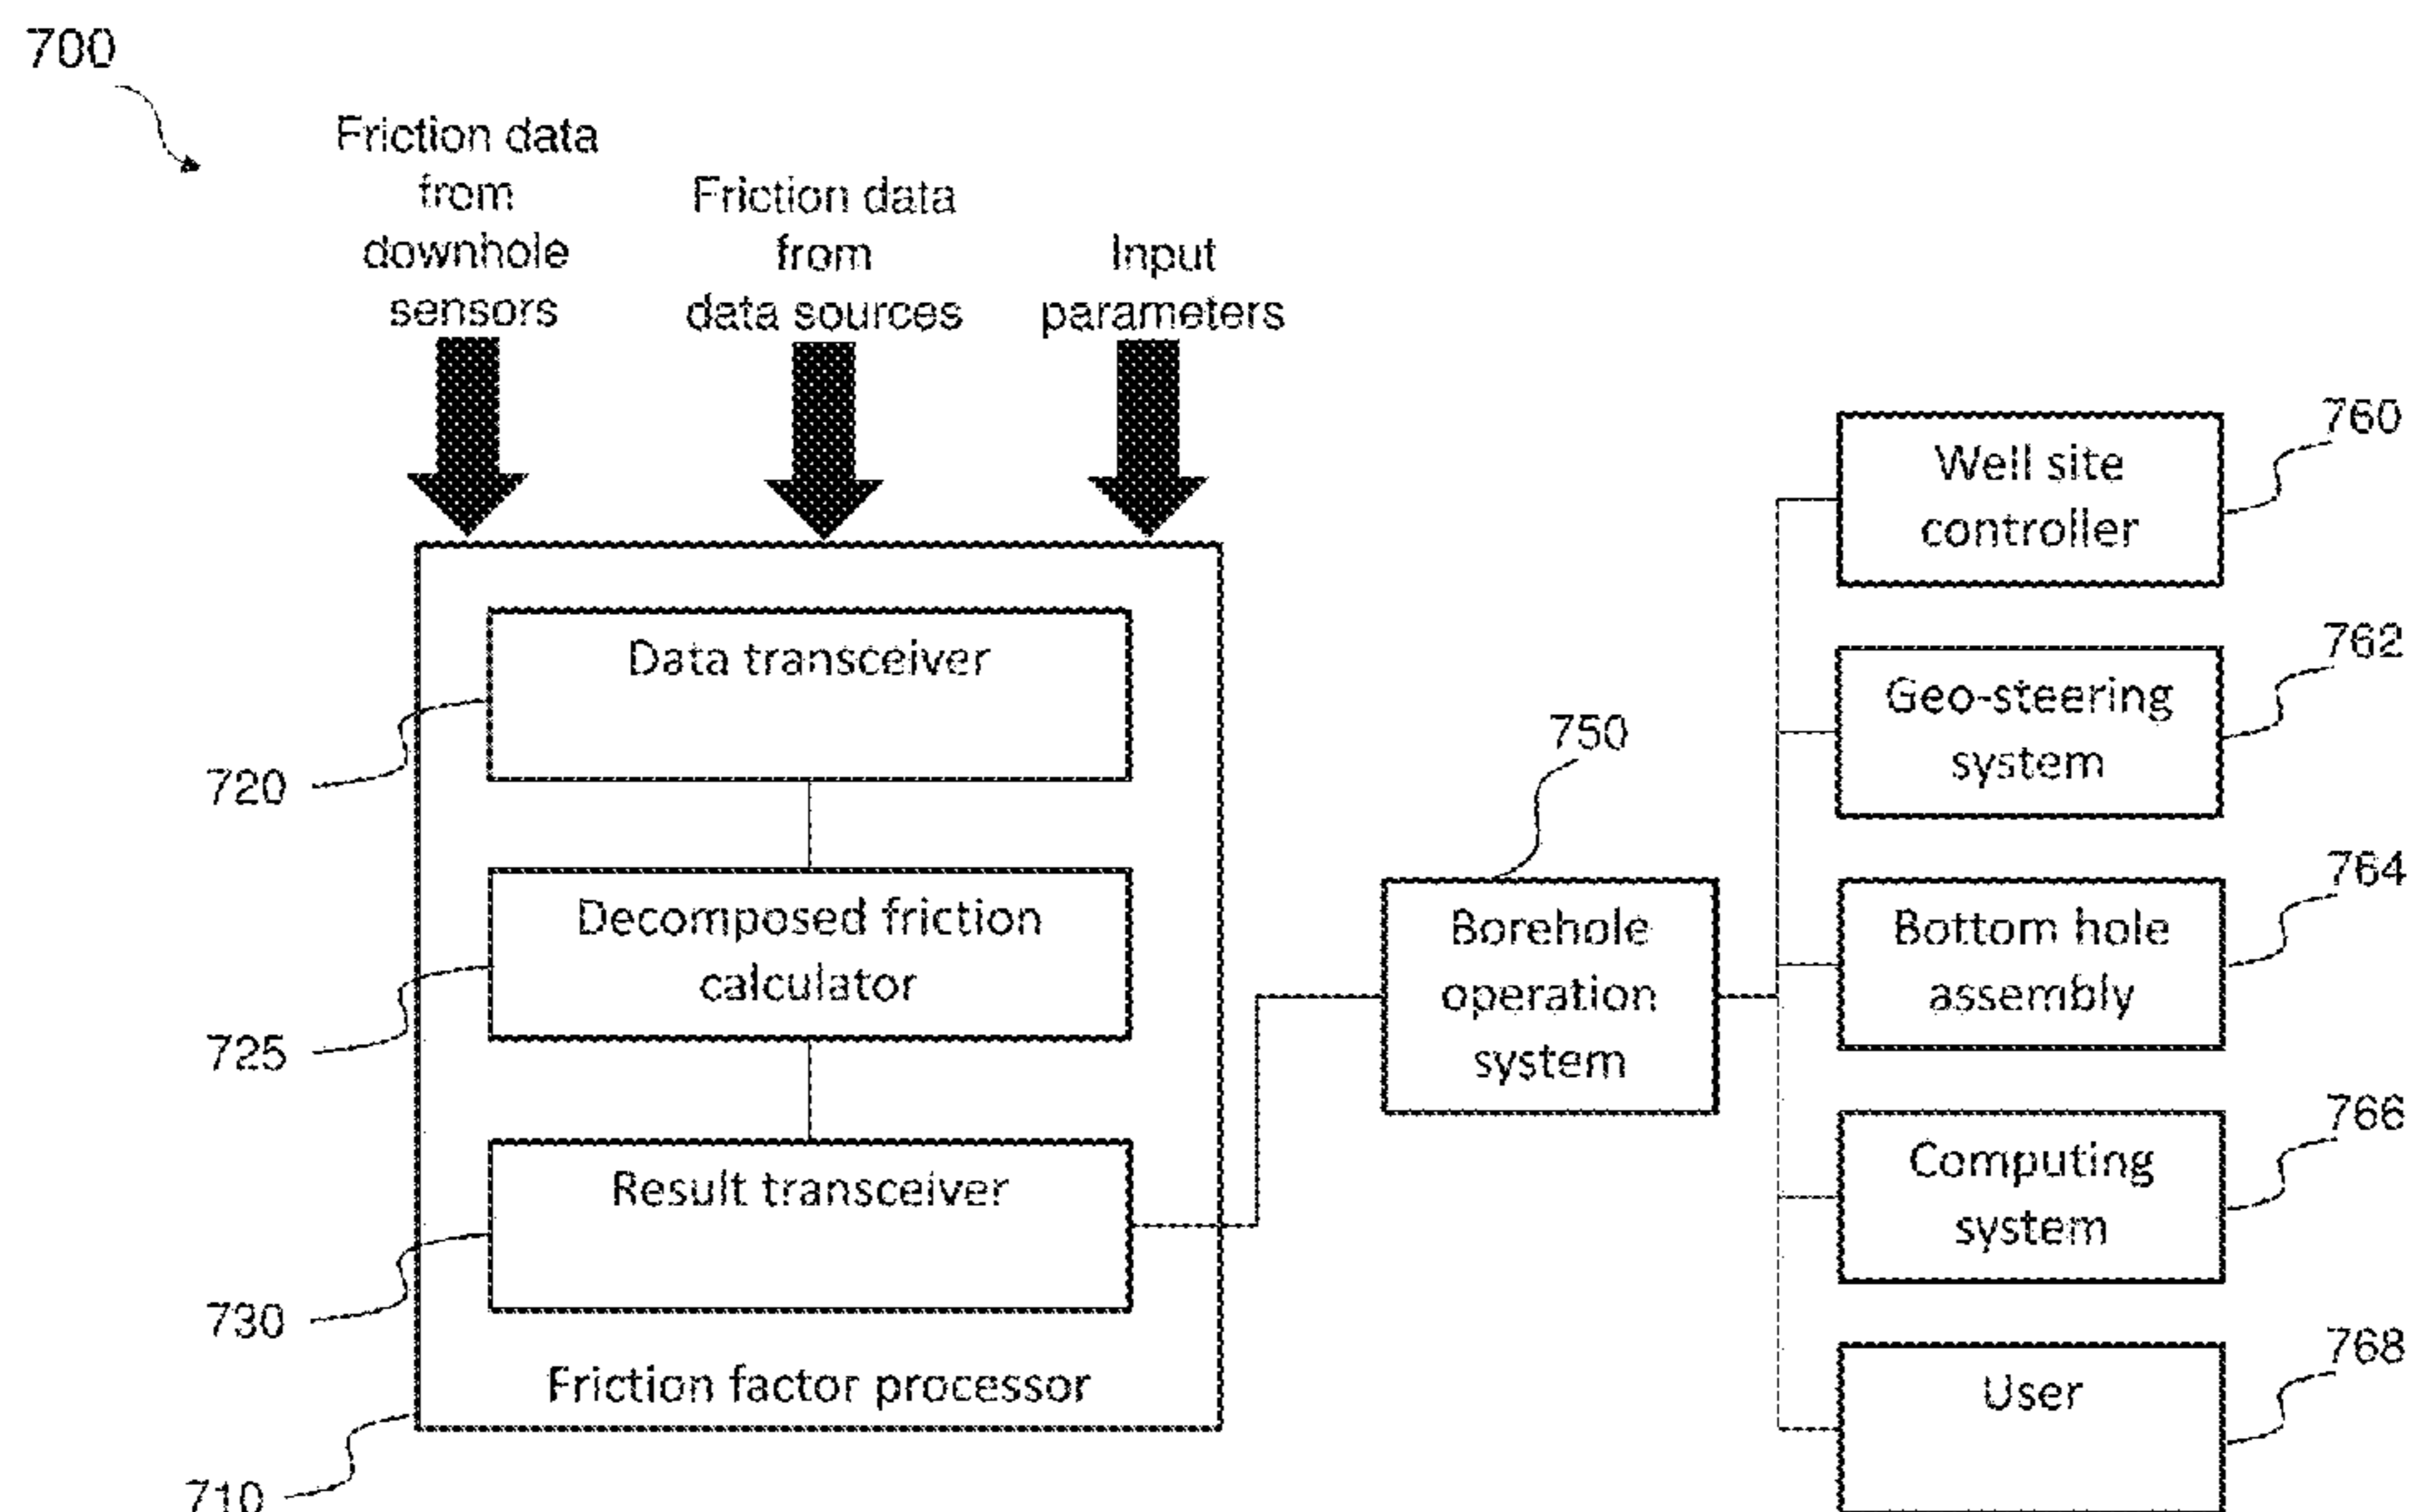 700
Friction data
from
downhole
sensors
Friction data
from
data sources
Input
parameters
Data transceiver
720
Decomposed friction
calculator
725
Result transceiver
730
Friction factor processor
710
750
Borehole
operation
system
760
Well site
controller
762
Geo-steering
system
764
Bottom hole
assembly
766
Computing
system
768
User